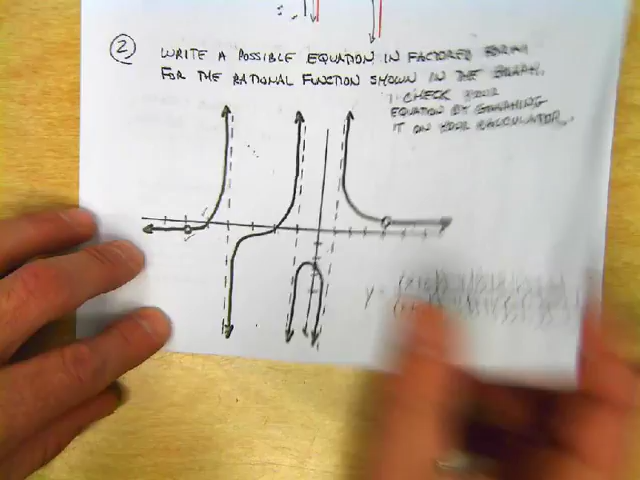 ② WRITE A POSSIBLE EQUATION IN FACTORED FORM
FOR THE RATIONAL FUNCTION SHOWN IN THE GRAPH.
CHECK YOUR
EQUATION BY GRAPHING
IT ON YOUR CALCULATOR.
y =